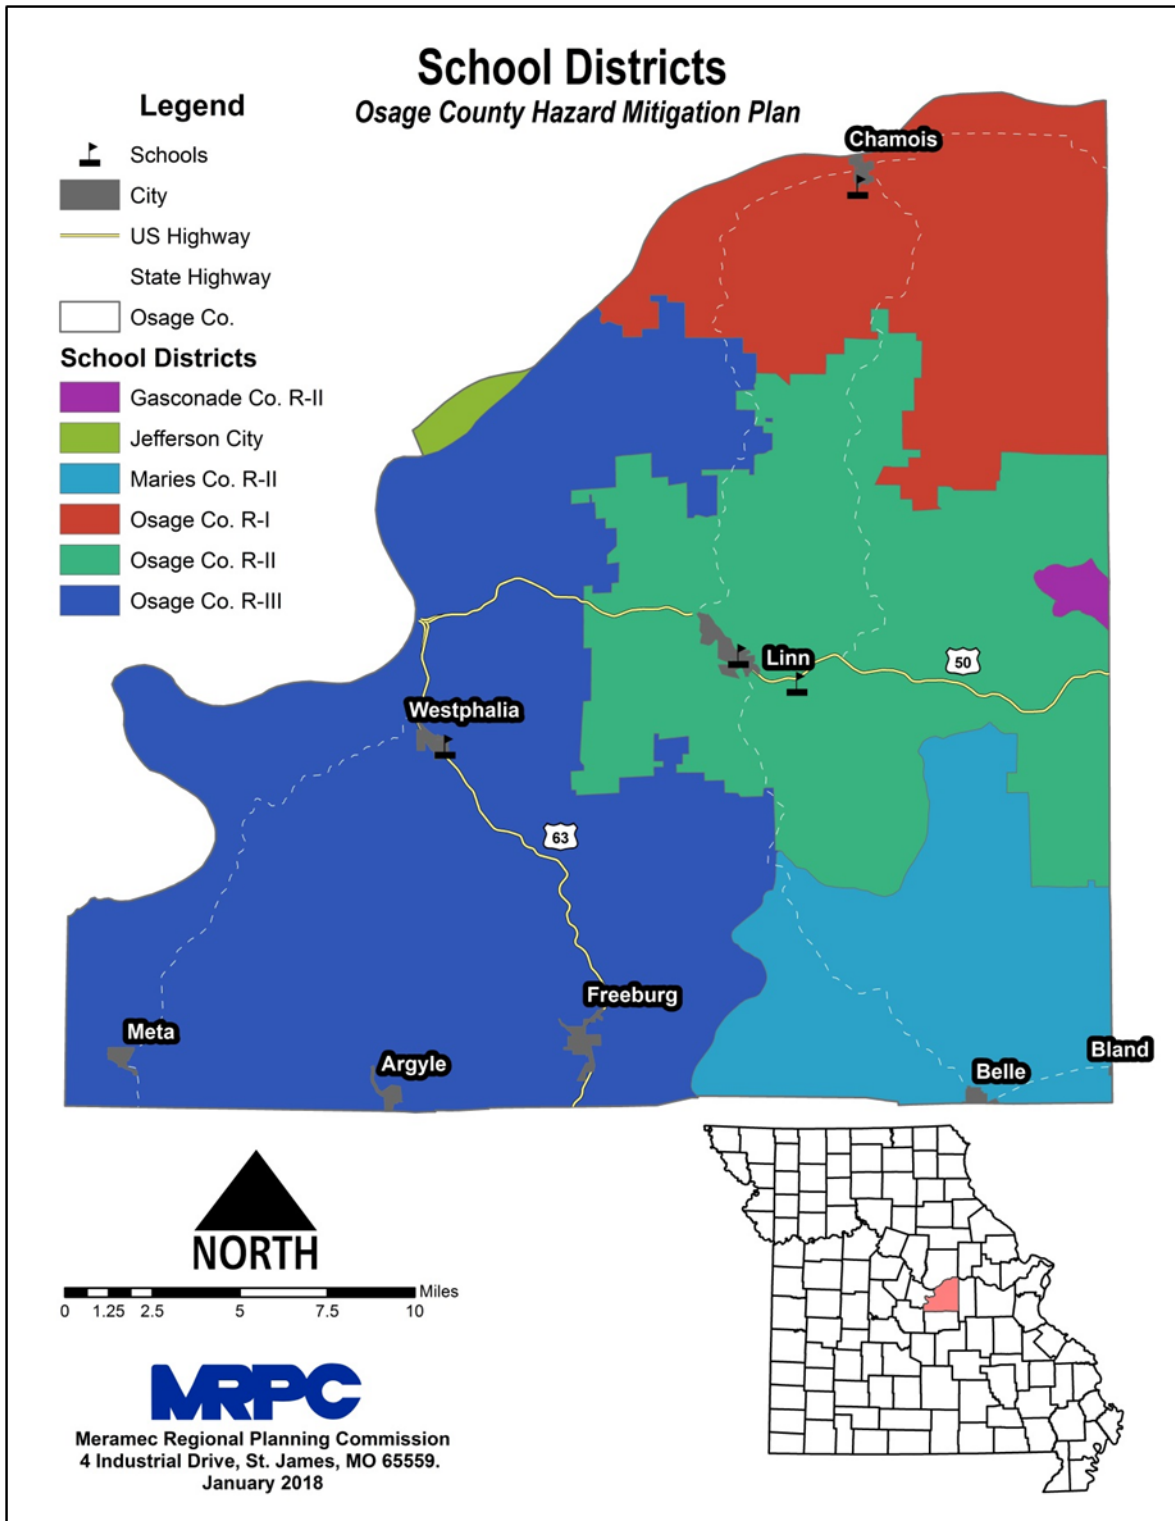 School Districts
Osage County Hazard Mitigation Plan
Legend
Schools
City
US Highway
State Highway
Osage Co.
School Districts
Gasconade Co. R-II
Jefferson City
Maries Co. R-II
Osage Co. R-I
Osage Co. R-II
Osage Co. R-III
Chamois
Linn
50
Westphalia
63
Freeburg
Meta
Argyle
Belle
Bland
NORTH
Miles
0 1.25 2.5 5 7.5 10
MRPC
Meramec Regional Planning Commission
4 Industrial Drive, St. James, MO 65559.
January 2018